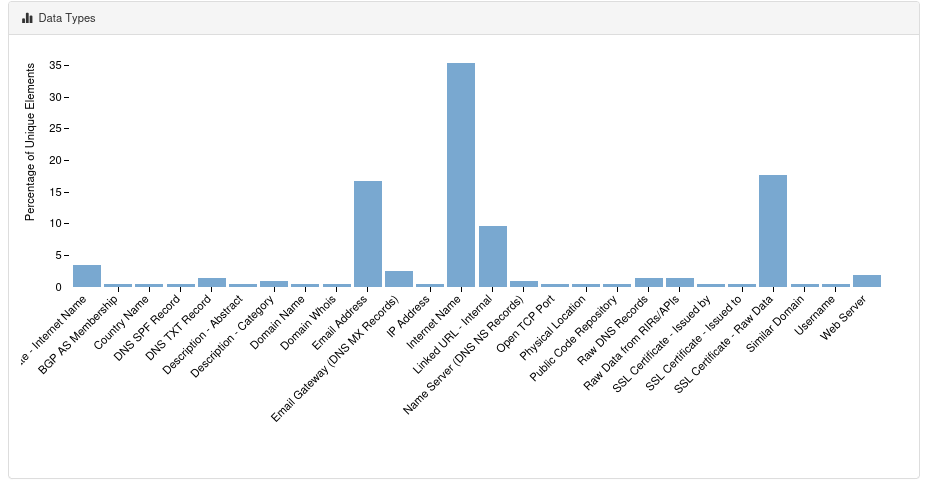 Data Types
Percentage of Unique Elements
35
30
25
20
15
10
5
0
..e - Internet Name
BGP AS Membership
Country Name
DNS SPF Record
DNS TXT Record
Description - Abstract
Description - Category
Domain Name
Domain Whois
Email Address
Email Gateway (DNS MX Records)
IP Address
Internet Name
Linked URL - Internal
Name Server (DNS NS Records)
Open TCP Port
Physical Location
Public Code Repository
Raw DNS Records
Raw Data from RIRs/APIs
SSL Certificate - Issued by
SSL Certificate - Issued to
SSL Certificate - Raw Data
Similar Domain
Username
Web Server